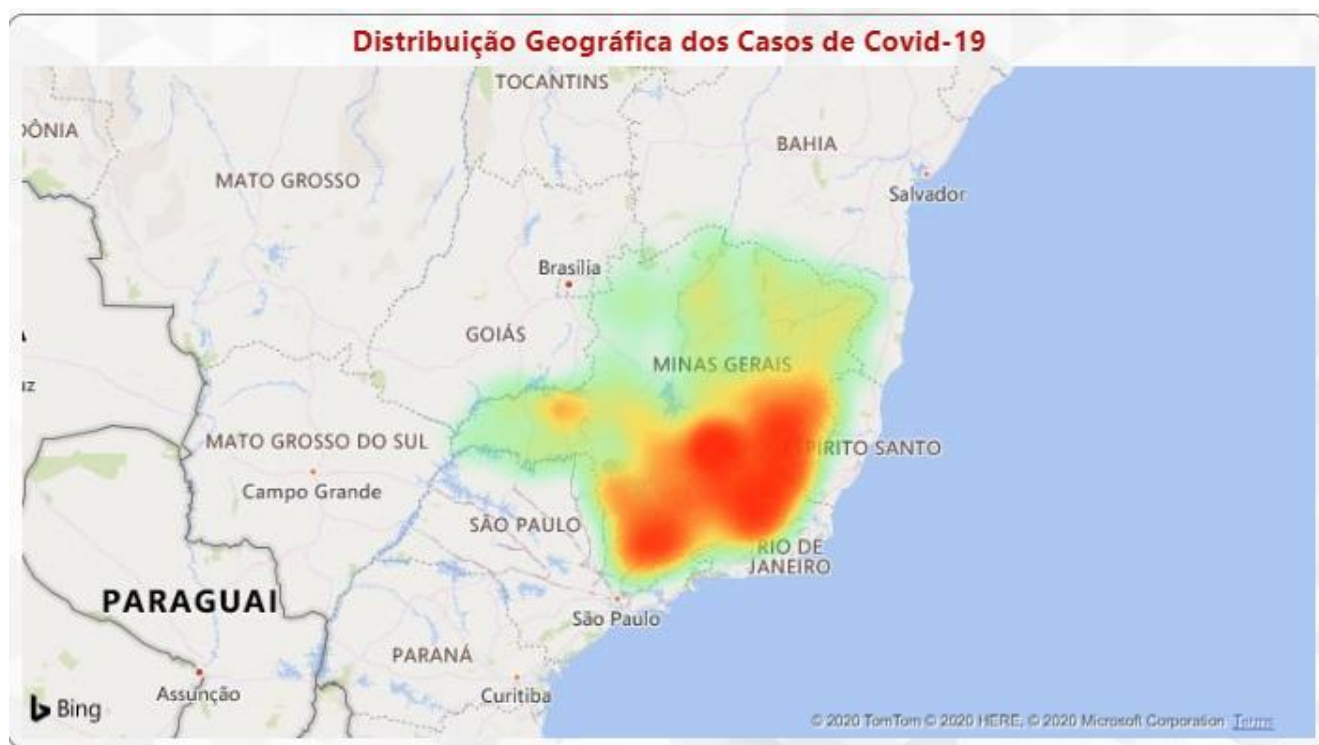 Distribuição Geográfica dos Casos de Covid-19
TOCANTINS
DÔNIA
BAHIA
MATO GROSSO
Salvador
Brasília
GOIÁS
MINAS GERAIS
MATO GROSSO DO SUL
ESPIRITO SANTO
Campo Grande
SÃO PAULO
RIO DE
JANEIRO
PARAGUAI
São Paulo
PARANÁ
Assunção
Curitiba
Bing
© 2020 TomTom © 2020 HERE, © 2020 Microsoft Corporation Terms